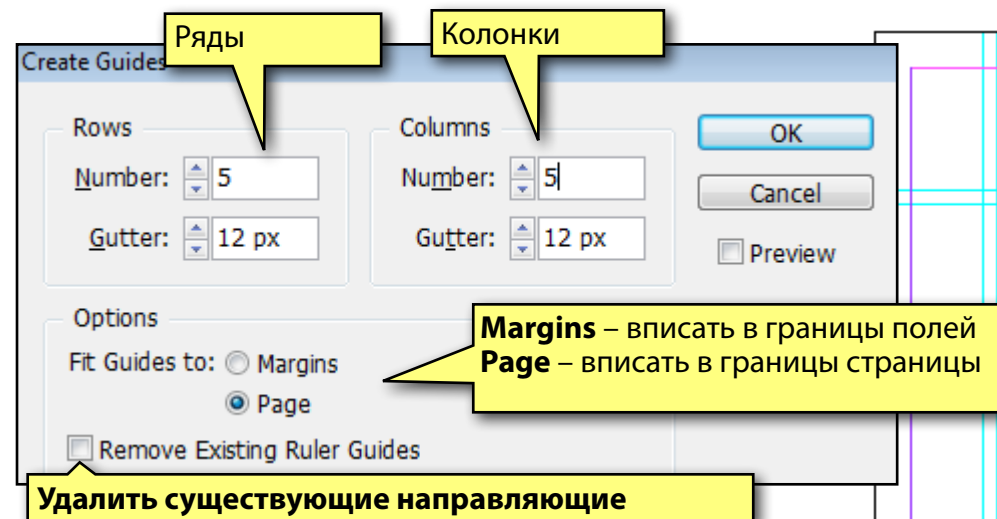 Ряды
Колонки
Create Guides
Rows
Columns
OK
Number: 5
Number: 5
Cancel
Gutter: 12 px
Gutter: 12 px
Preview
Options
Margins – вписать в границы полей
Page – вписать в границы страницы
Fit Guides to: Margins
Page
Remove Existing Ruler Guides
Удалить существующие направляющие